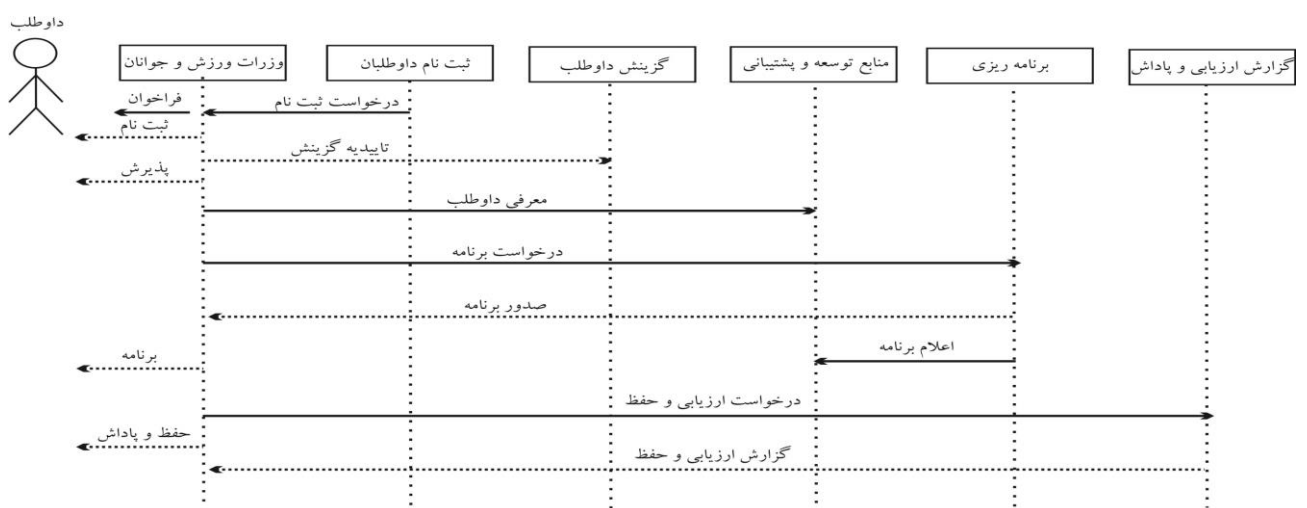 داوطلب
وزرات ورزش و جوانان
ثبت نام داوطلبان
گزینش داوطلب
منابع توسعه و پشتیبانی
برنامه ریزی
گزارش ارزیابی و پاداش
فراخوان
درخواست ثبت نام
ثبت نام
تاییدیه گزینش
پذیرش
معرفی داوطلب
درخواست برنامه
صدور برنامه
اعلام برنامه
برنامه
درخواست ارزیابی و حفظ
حفظ و پاداش
گزارش ارزیابی و حفظ